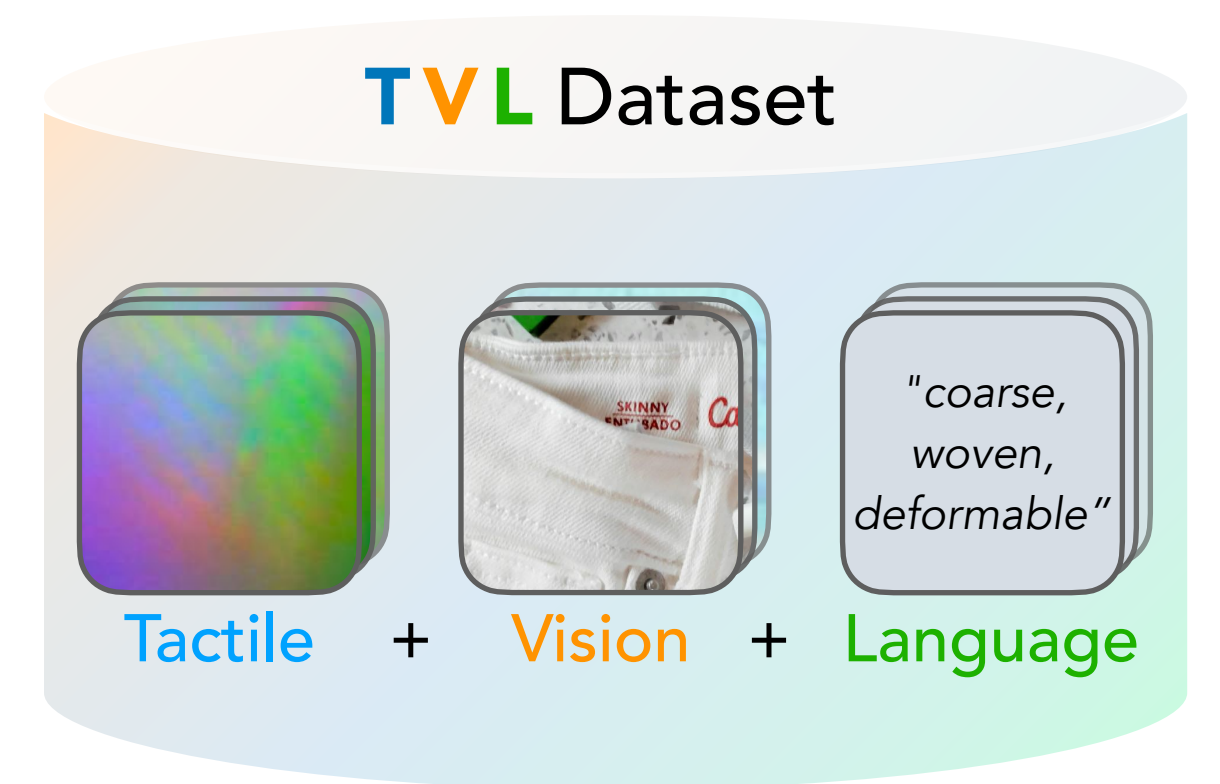 TVL Dataset
SKINNY
"coarse,
woven,
deformable”
Tactile + Vision + Language